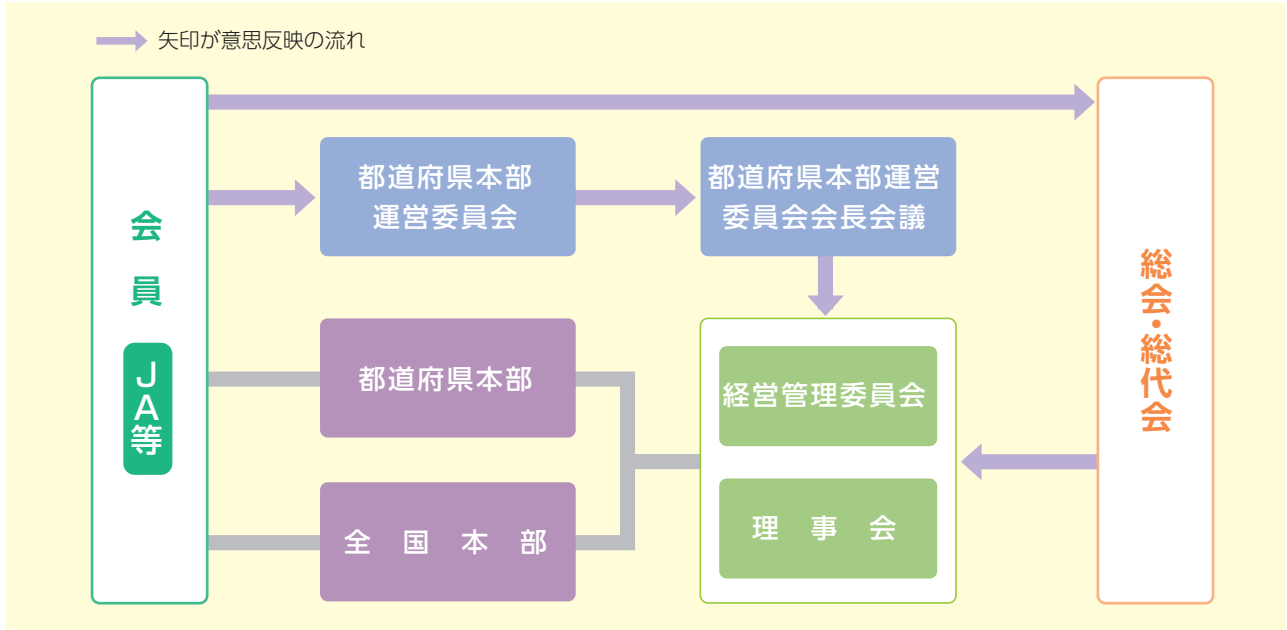 矢印が意思反映の流れ
会員
JA等
都道府県本部
運営委員会
都道府県本部運営
委員会会長会議
都道府県本部
全国本部
経営管理委員会
理事会
総会・総代会